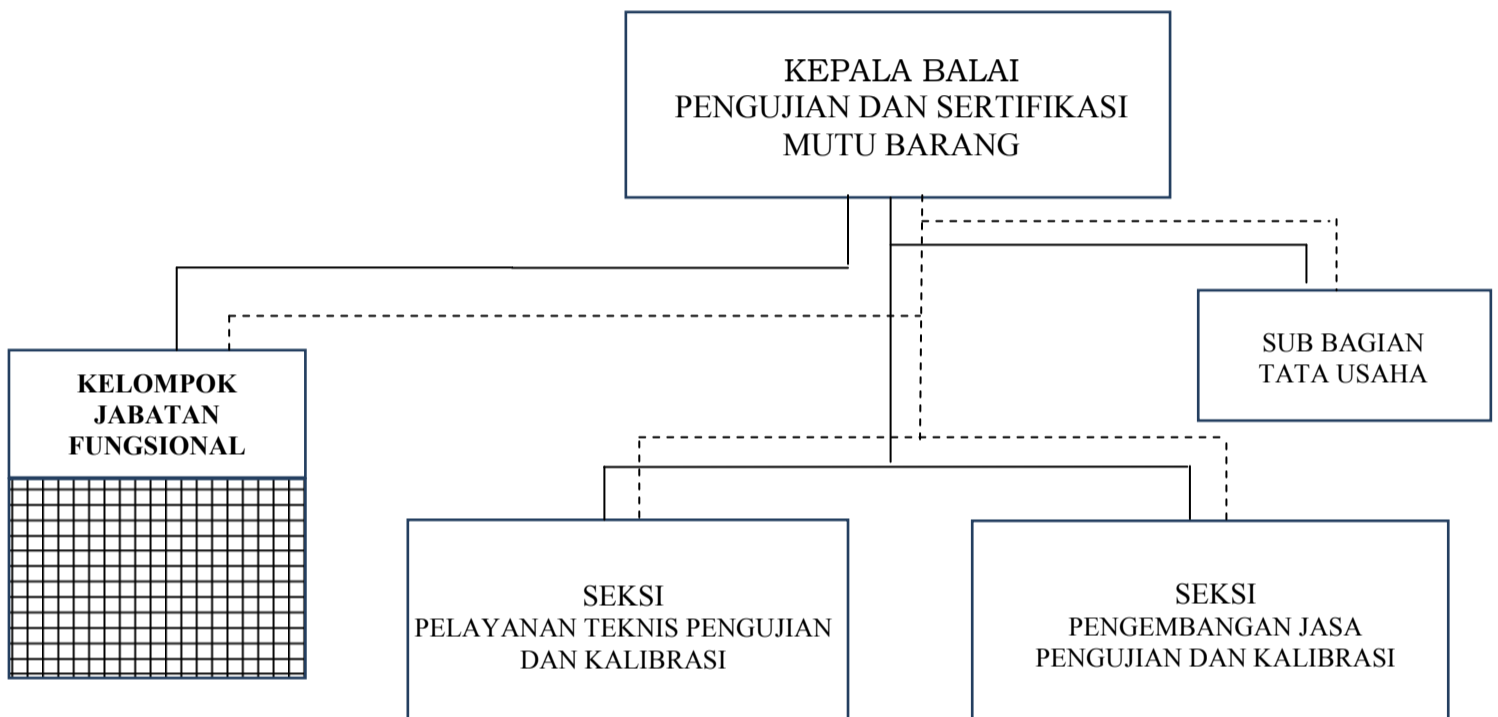 KEPALA BALAI
PENGUJIAN DAN SERTIFIKASI
MUTU BARANG
SUB BAGIAN
TATA USAHA
KELOMPOK
JABATAN
FUNGSIONAL
SEKSI
PELAYANAN TEKNIS PENGUJIAN
DAN KALIBRASI
SEKSI
PENGEMBANGAN JASA
PENGUJIAN DAN KALIBRASI